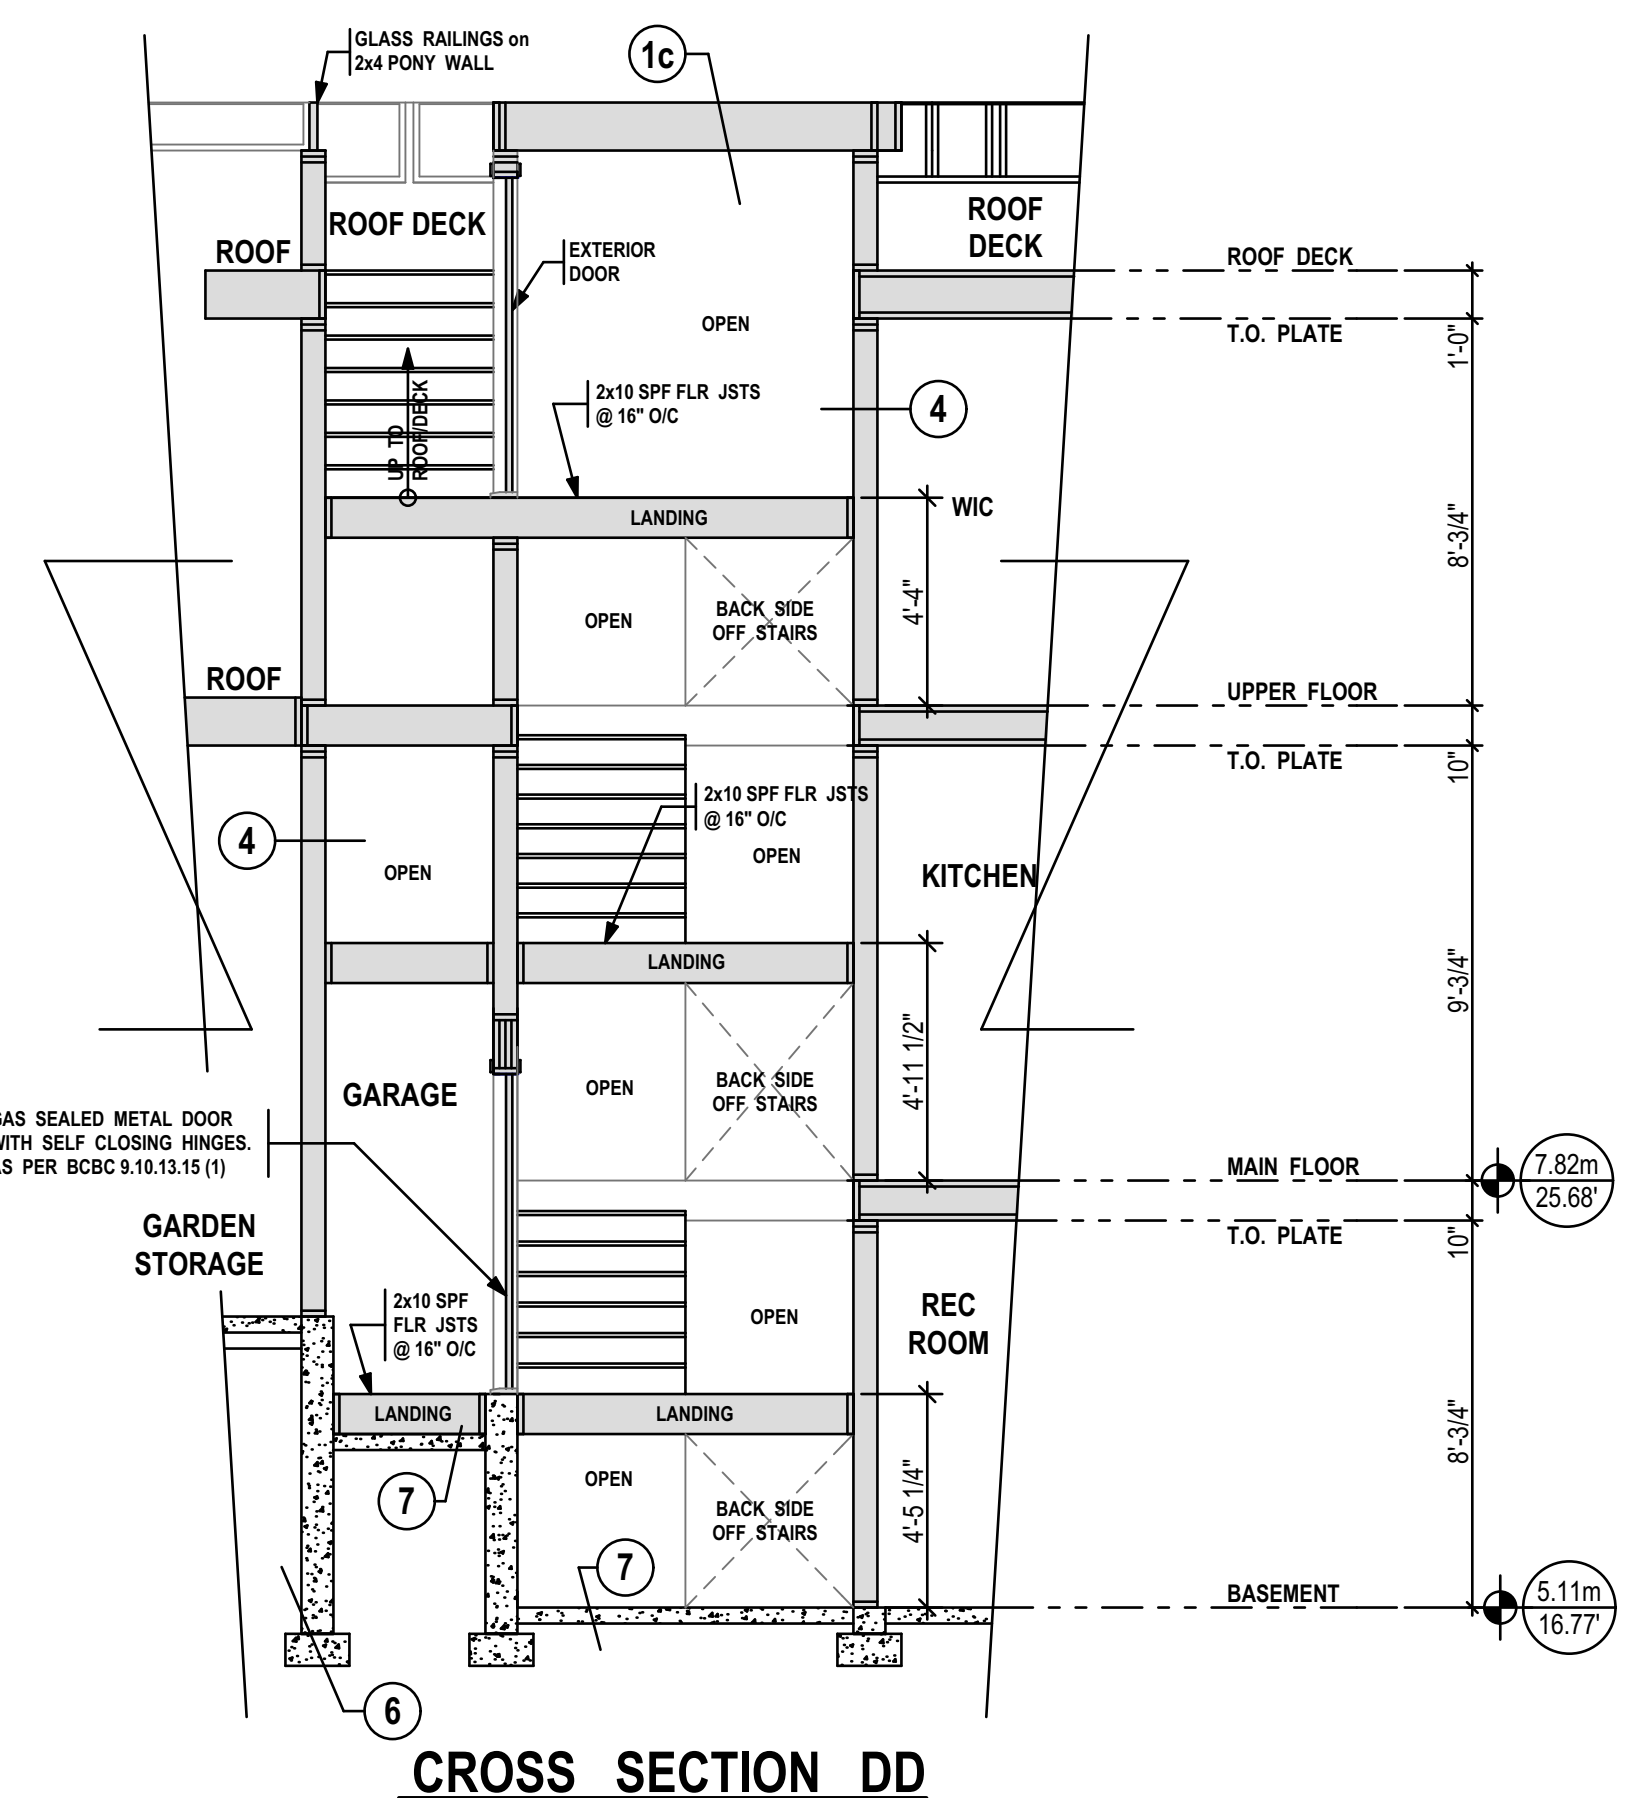 GLASS RAILINGS on
2x4 PONY WALL
1c
ROOF DECK
ROOF
DECK
ROOF
EXTERIOR
DOOR
ROOF DECK
OPEN
T.O. PLATE
1'-0"
UP TO
ROOF/DECK
2x10 SPF FLR JSTS
@ 16" O/C
4
LANDING
WIC
8'-3/4"
4'-4"
OPEN
BACK SIDE
OFF STAIRS
ROOF
UPPER FLOOR
T.O. PLATE
10"
2x10 SPF FLR JSTS
@ 16" O/C
4
OPEN
OPEN
KITCHEN
LANDING
9'-3/4"
4'-11 1/2"
GARAGE
OPEN
BACK SIDE
OFF STAIRS
GAS SEALED METAL DOOR
WITH SELF CLOSING HINGES.
AS PER BCBC 9.10.13.15 (1)
MAIN FLOOR
7.82m
25.68'
GARDEN
STORAGE
T.O. PLATE
10"
2x10 SPF
FLR JSTS
@ 16" O/C
OPEN
REC
ROOM
LANDING
LANDING
8'-3/4"
4'-5 1/4"
OPEN
7
BACK SIDE
OFF STAIRS
7
BASEMENT
5.11m
16.77'
6
CROSS SECTION DD